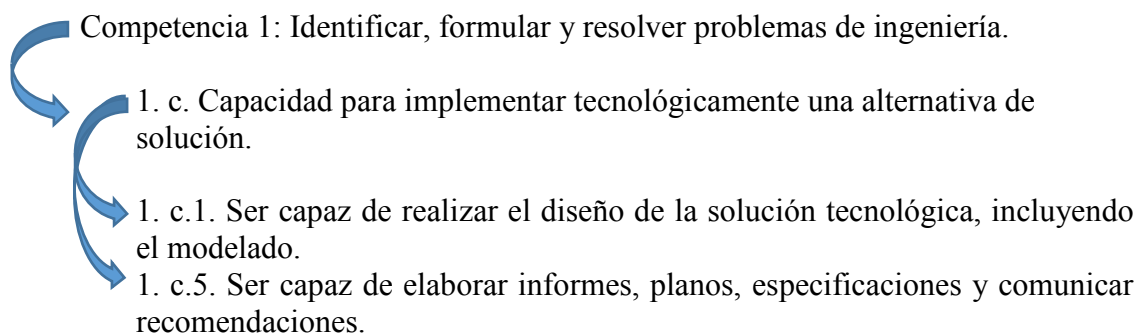 Competencia 1: Identificar, formular y resolver problemas de ingeniería.
1. c. Capacidad para implementar tecnológicamente una alternativa de
solución.
1. c.1. Ser capaz de realizar el diseño de la solución tecnológica, incluyendo
el modelado.
1. c.5. Ser capaz de elaborar informes, planos, especificaciones y comunicar
recomendaciones.